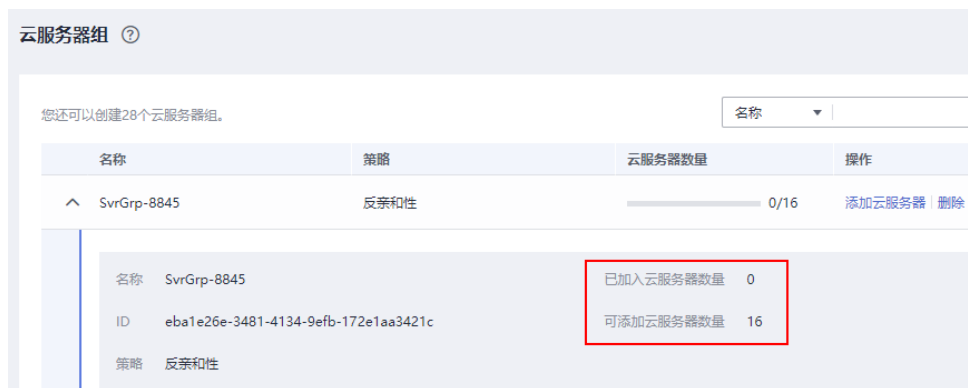 云服务器组 ?
您还可以创建28个云服务器组。 名称
名称 策略 云服务器数量 操作
SvrGrp-8845 反亲和性 0/16 添加云服务器 删除
名称 SvrGrp-8845 已加入云服务器数量 0
ID eba1e26e-3481-4134-9efb-172e1aa3421c 可添加云服务器数量 16
策略 反亲和性